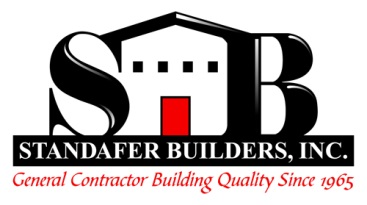 SB
STANDAFER BUILDERS, INC.
General Contractor Building Quality Since 1965